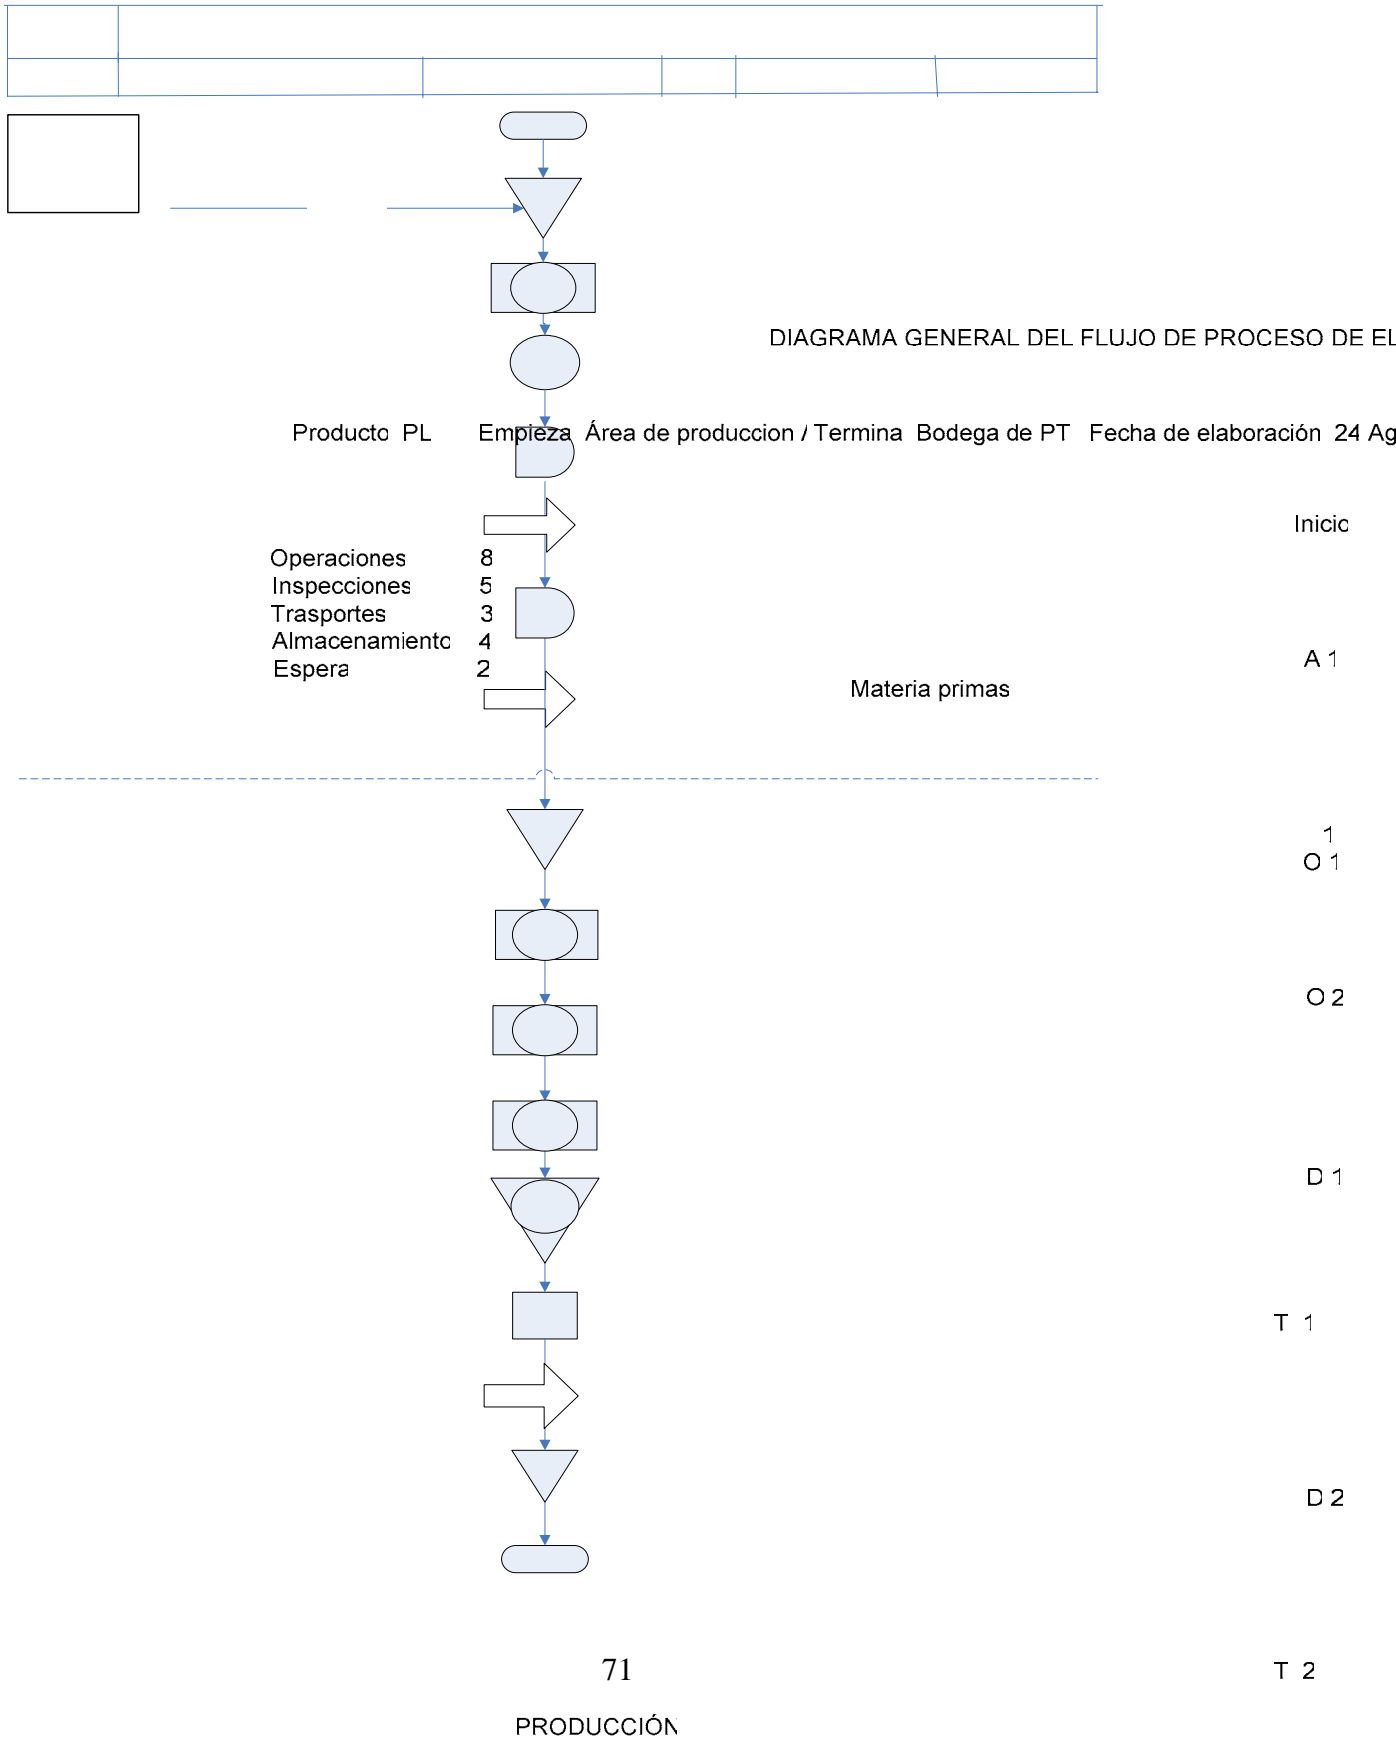 DIAGRAMA GENERAL DEL FLUJO DE PROCESO DE EL
Producto PL Empieza Área de produccion / Termina Bodega de PT Fecha de elaboración 24 Ag
Inicio
Operaciones 8
Inspecciones 5
Trasportes 3
Almacenamiento 4
Espera 2
A 1
Materia primas
1
O 1
O 2
D 1
T 1
D 2
71
T 2
PRODUCCIÓN